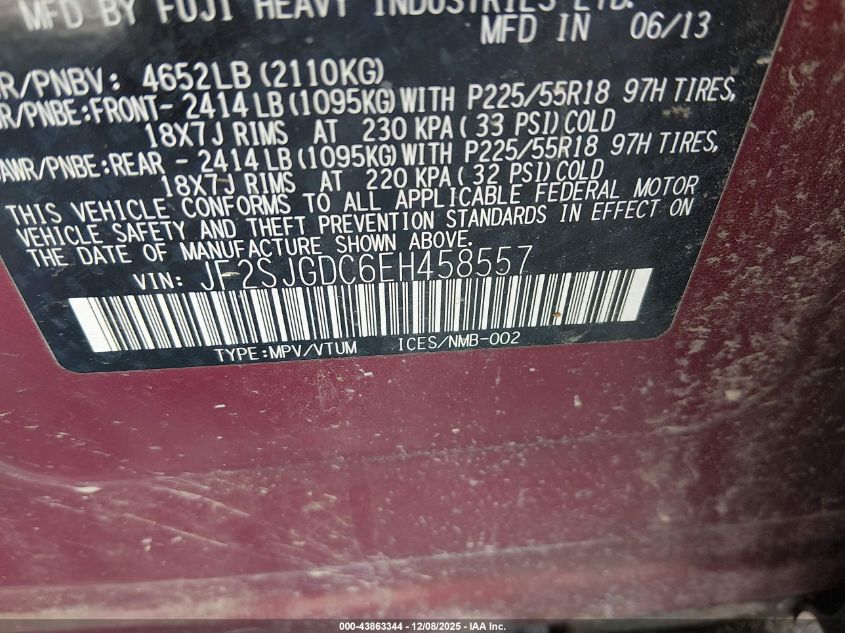 MFD BY FUJI HEAVY INDUSTRIES LTD.
MFD IN 06/13
R/PNBV: 4652LB (2110KG)
R/PNBE:FRONT- 2414 LB (1095KG) WITH P225/55R18 97H TIRES,
18X7J RIMS AT 230 KPA( 33 PSI) COLD
AWR/PNBE:REAR - 2414 LB (1095KG) WITH P225/55R18 97H TIRES,
18X7J RIMS AT 220 KPA( 32 PSI) COLD
THIS VEHICLE CONFORMS TO ALL APPLICABLE FEDERAL MOTOR
VEHICLE SAFETY AND THEFT PREVENTION STANDARDS IN EFFECT ON
THE DATE OF MANUFACTURE SHOWN ABOVE.
VIN: JF2SJGDC6EH458557
TYPE:MPV/VTUM ICES/NMB-002
000-43863344 - 12/08/2025 - IAA Inc.